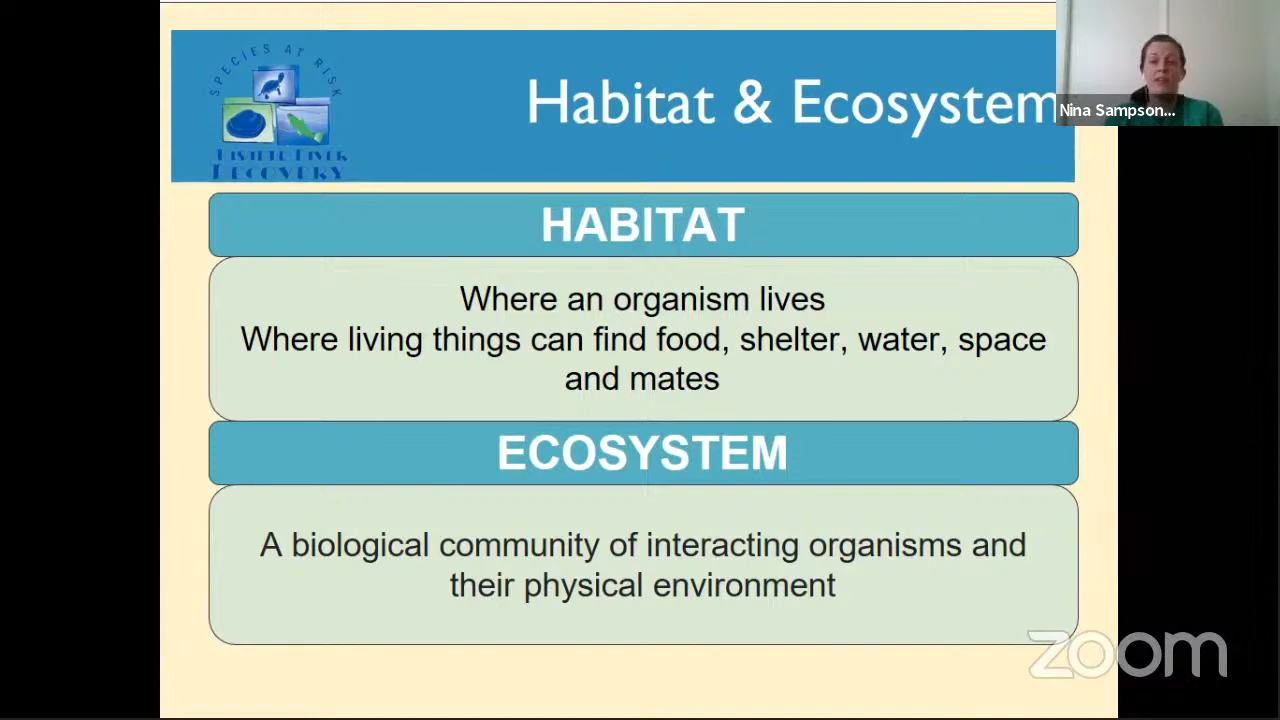 SPECIES AT RISK
RECOVERY
Habitat & Ecosystem
Nina Sampson...
HABITAT
Where an organism lives
Where living things can find food, shelter, water, space
and mates
ECOSYSTEM
A biological community of interacting organisms and
their physical environment
zoom